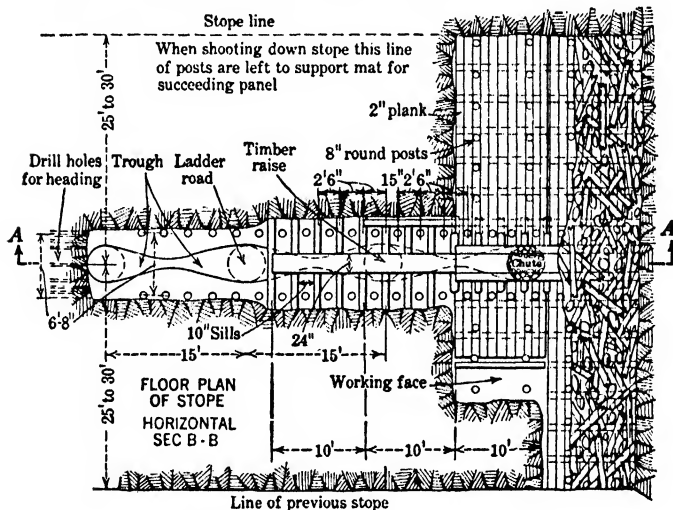 Stope line
When shooting down stope this line
of posts are left to support mat for
succeeding panel
25' to 30'
2" plank
8" round posts
Drill holes
for heading
Trough
Ladder
road
Timber
raise
2'6"
15"
2'6"
A
A
Chute
6'-8"
10" Sills
24"
15'
15'
Working face
FLOOR PLAN
OF STOPE
HORIZONTAL
SEC B-B
25' to 30'
10'
10'
10'
Line of previous stope